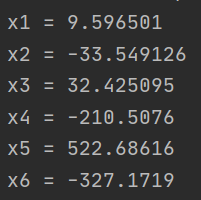 x1 = 9.596501
x2 = -33.549126
x3 = 32.425095
x4 = -210.5076
x5 = 522.68616
x6 = -327.1719